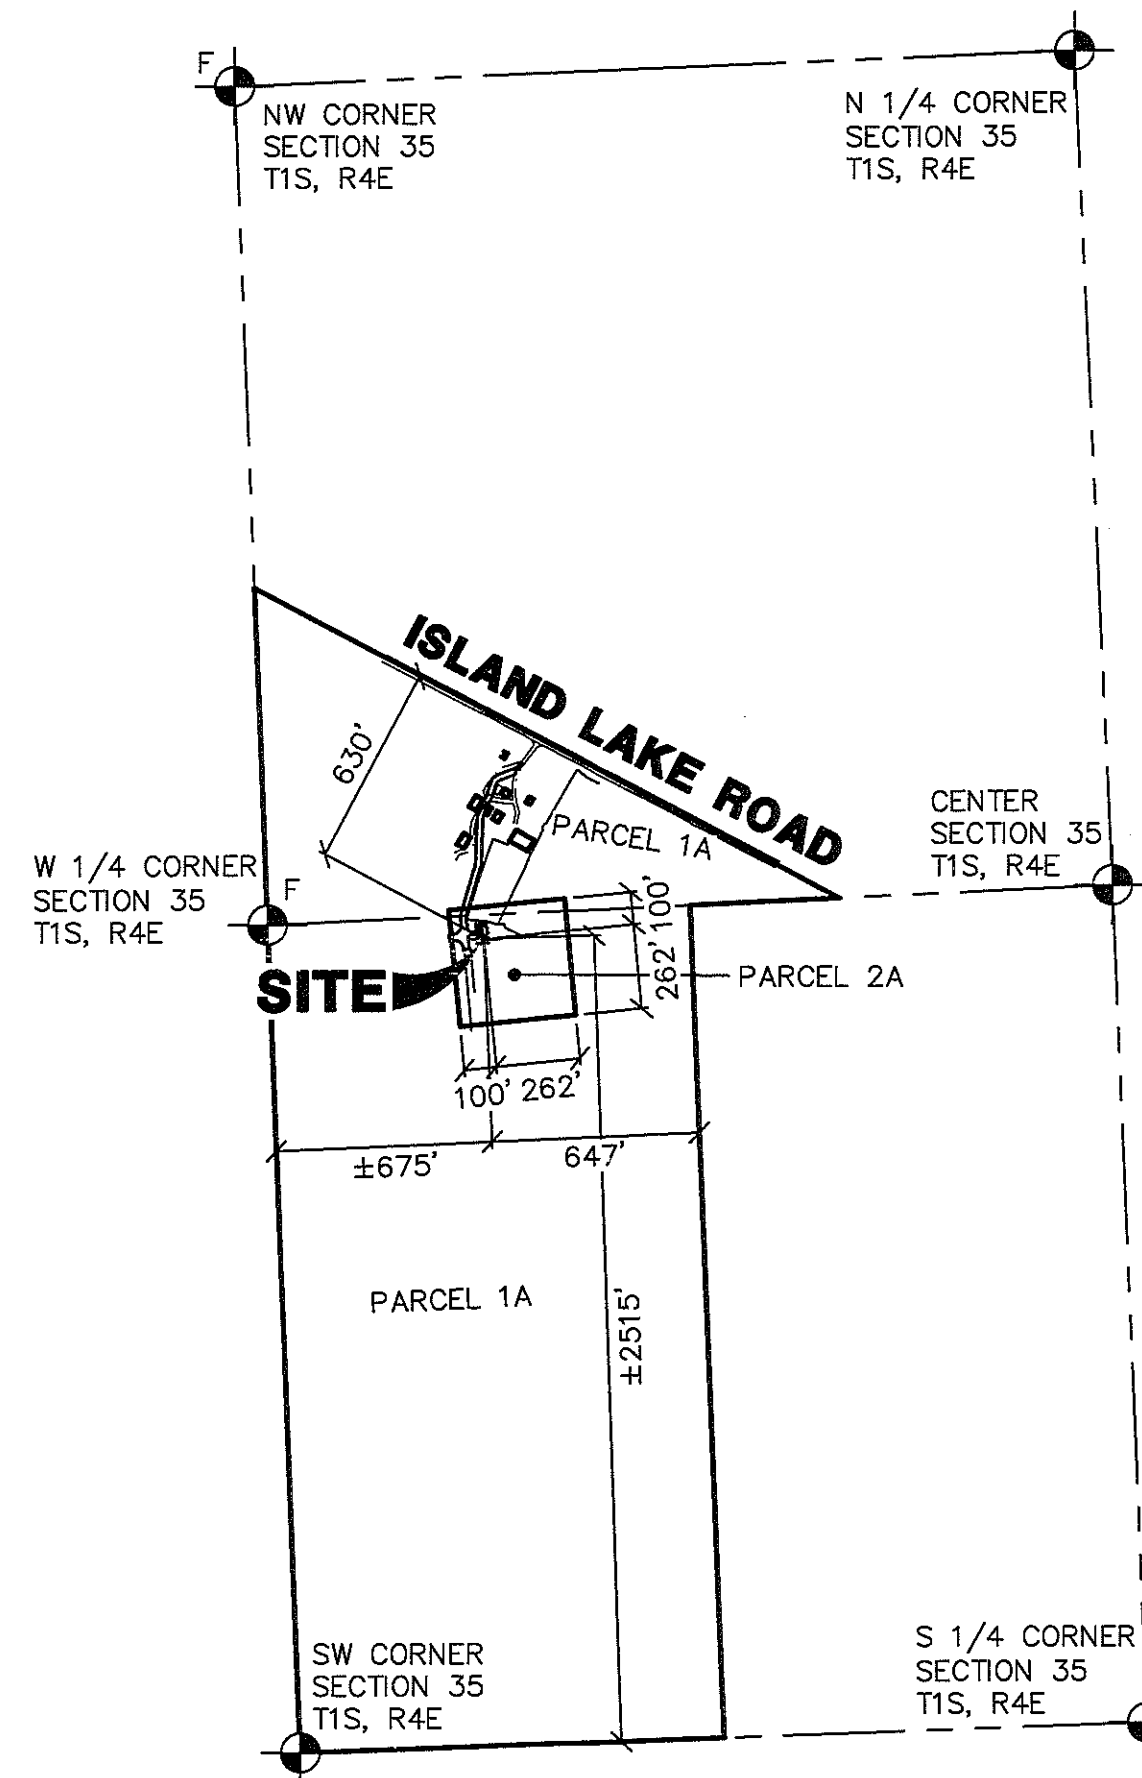 F
NW CORNER
SECTION 35
T1S, R4E
N 1/4 CORNER
SECTION 35
T1S, R4E
ISLAND LAKE ROAD
630'
PARCEL 1A
CENTER
SECTION 35
T1S, R4E
W 1/4 CORNER
SECTION 35
T1S, R4E
F
100'
262'
SITE
PARCEL 2A
100'
262'
±675'
647'
PARCEL 1A
±2515'
SW CORNER
SECTION 35
T1S, R4E
S 1/4 CORNER
SECTION 35
T1S, R4E